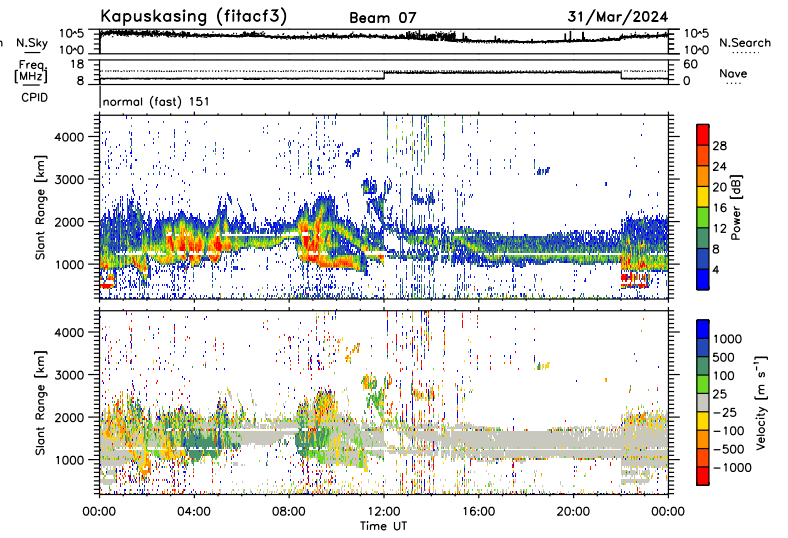 Kapuskasing (fitacf3) Beam 07 31/Mar/2024
N.Sky 10^5 10^0 10^5 10^0 N.Search
Freq. [MHz] 18 10 60 0 Nave
CPID normal (fast) 151
Slant Range [km]
4000
3000
2000
1000
28
24
20
16
12
8
4
Power [dB]
Slant Range [km]
4000
3000
2000
1000
1000
500
100
25
-25
-100
-500
-1000
Velocity [m s⁻¹]
00:00 04:00 08:00 12:00 16:00 20:00 00:00
Time UT